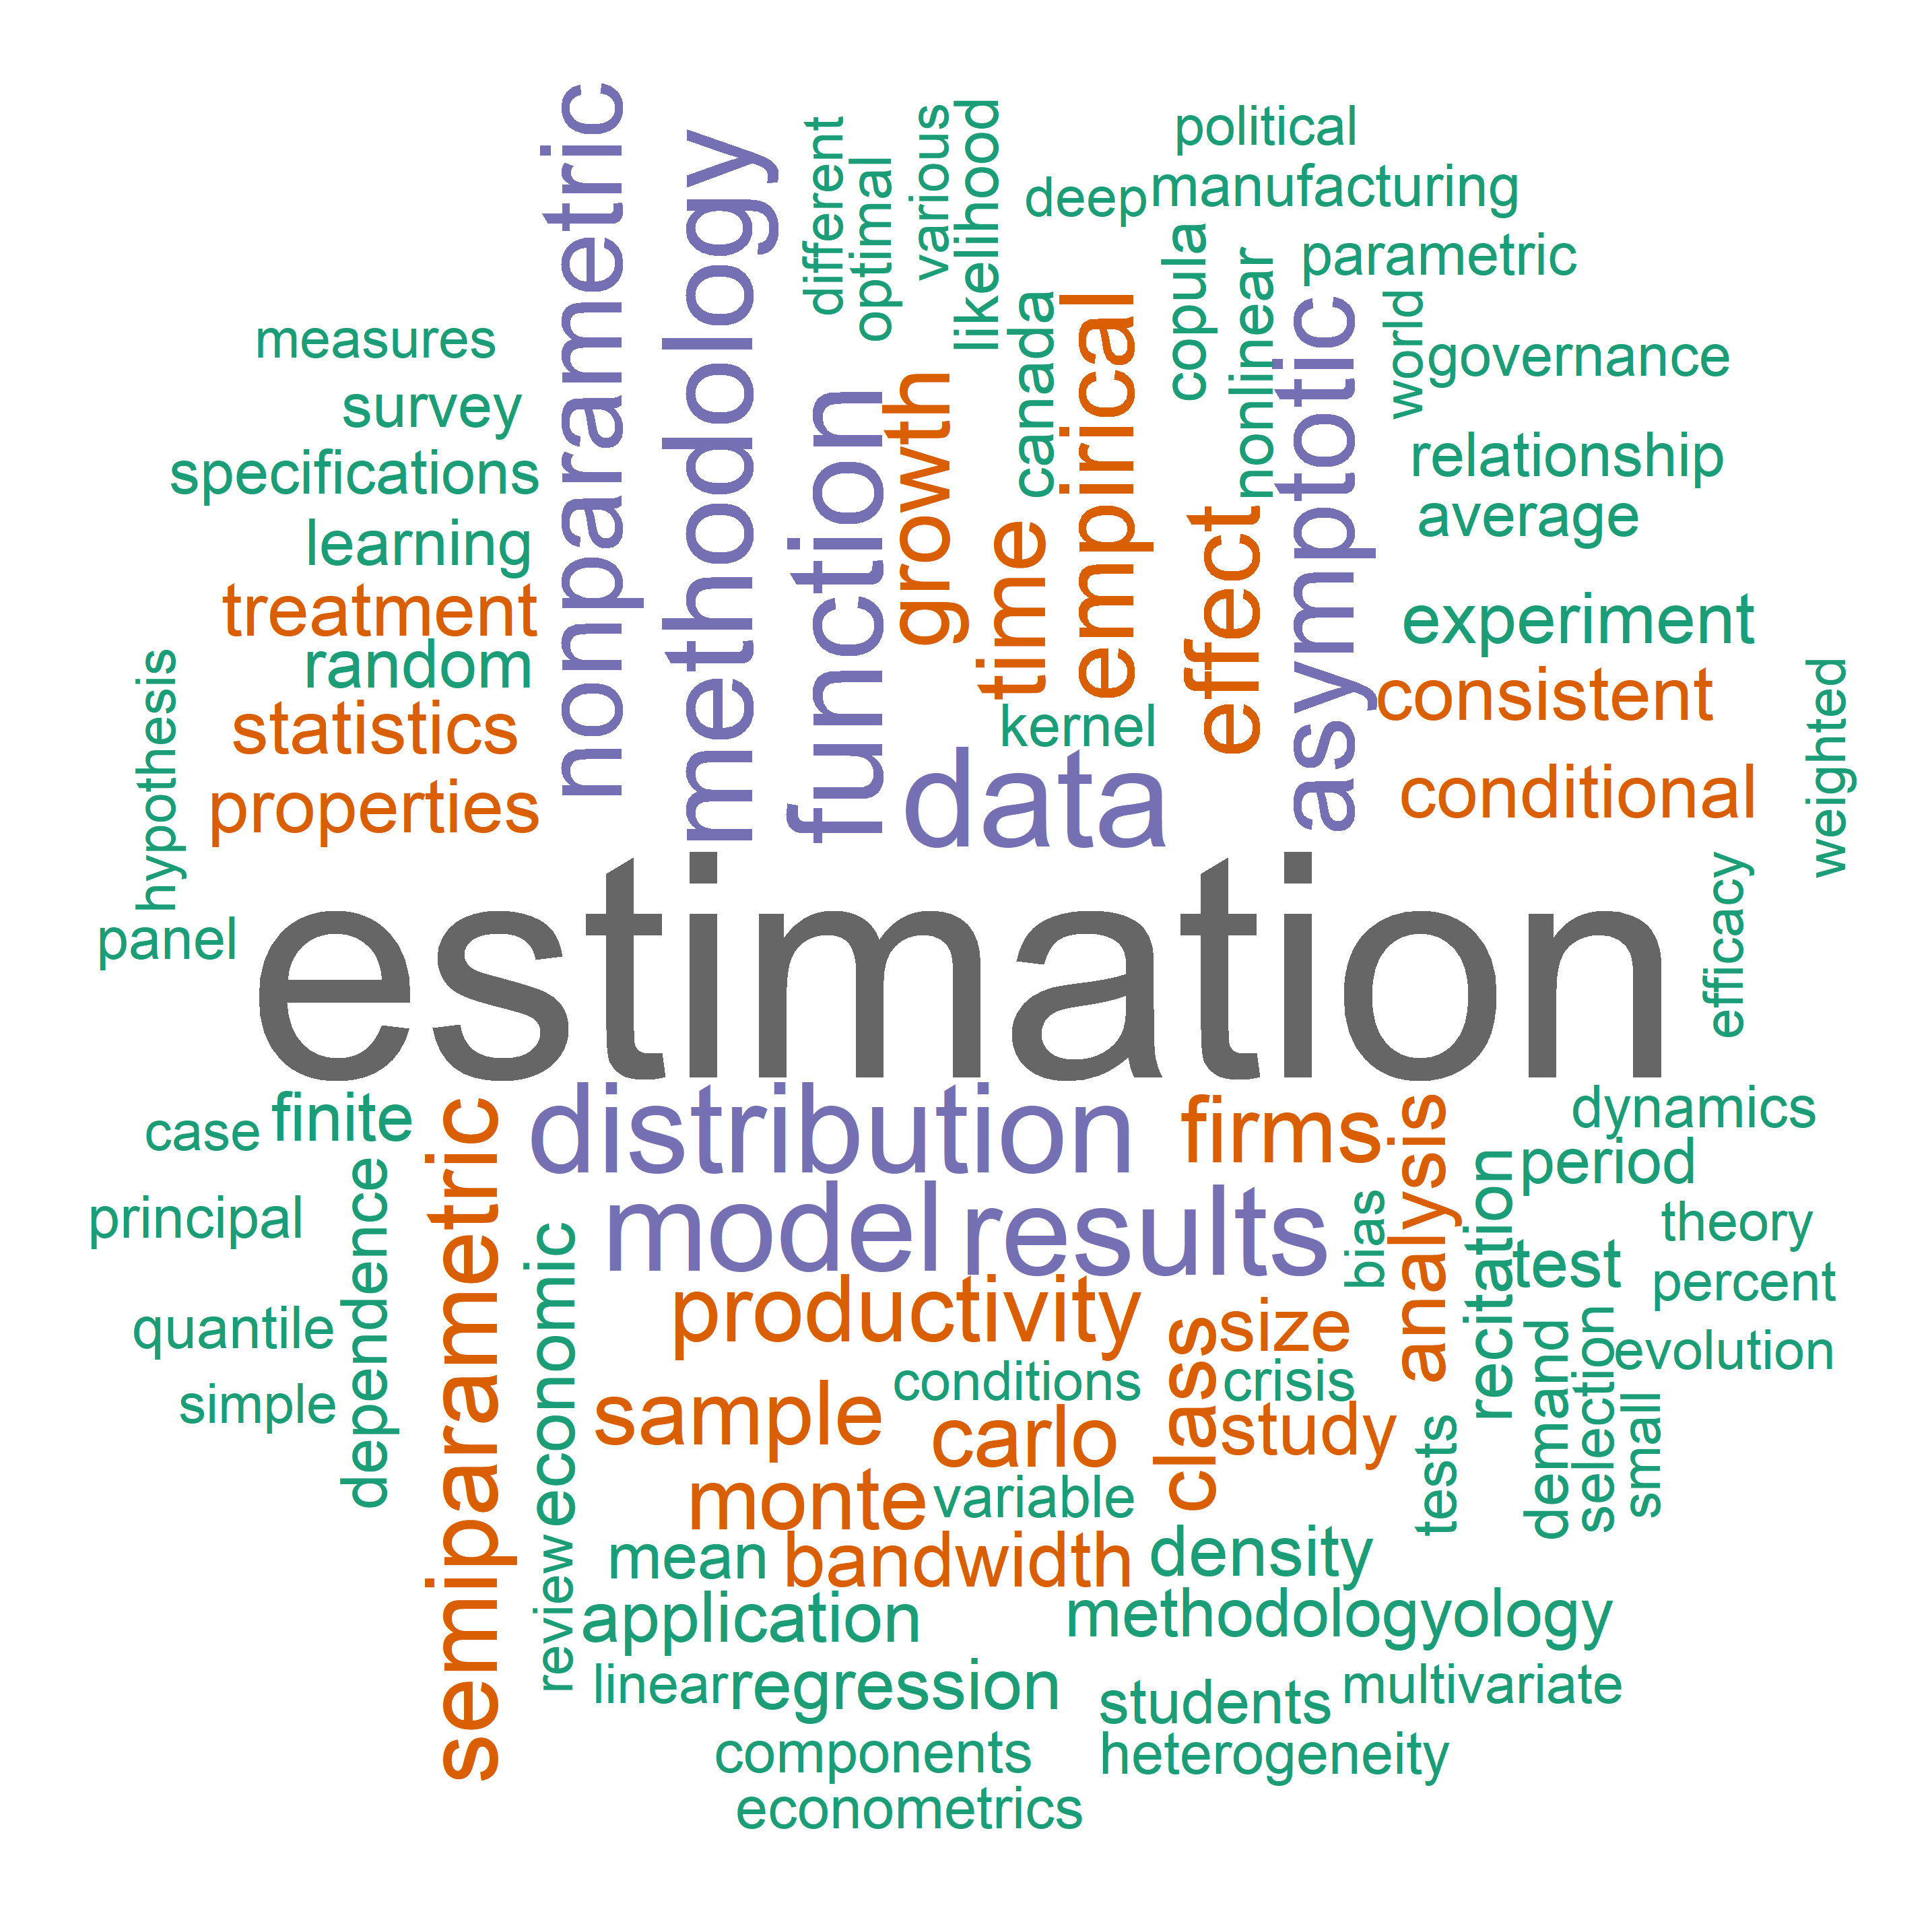 nonparametric
methodology
different
optimal
various
likelihood
political
deep
manufacturing
copula
nonlinear
parametric
measures
survey
specifications
learning
treatment
random
statistics
properties
hypothesis
function
growth
time
canada
empirical
kernel
data
effect
asymptotic
world
governance
relationship
average
experiment
consistent
conditional
weighted
panel
estimation
efficacy
case
finite
semiparametric
distribution
firms
analysis
dynamics
period
recitation
principal
dependence
economic
model
results
bias
test
theory
percent
quantile
productivity
class
size
demand
selection
evolution
simple
sample
conditions
crisis
carlo
study
tests
small
monte
variable
review
mean
bandwidth
density
application
methodologyology
linear
regression
students
multivariate
components
heterogeneity
econometrics